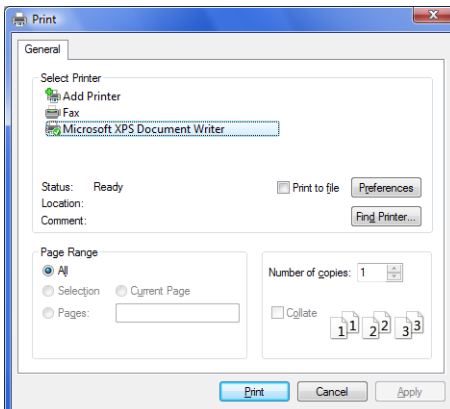 Print
General
Select Printer
Add Printer
Fax
Microsoft XPS Document Writer
Status: Ready
Print to file
Preferences
Location:
Comment:
Find Printer...
Page Range
All
Selection
Current Page
Pages:
Number of copies: 1
Collate
1 1 2 2 3 3
Print
Cancel
Apply